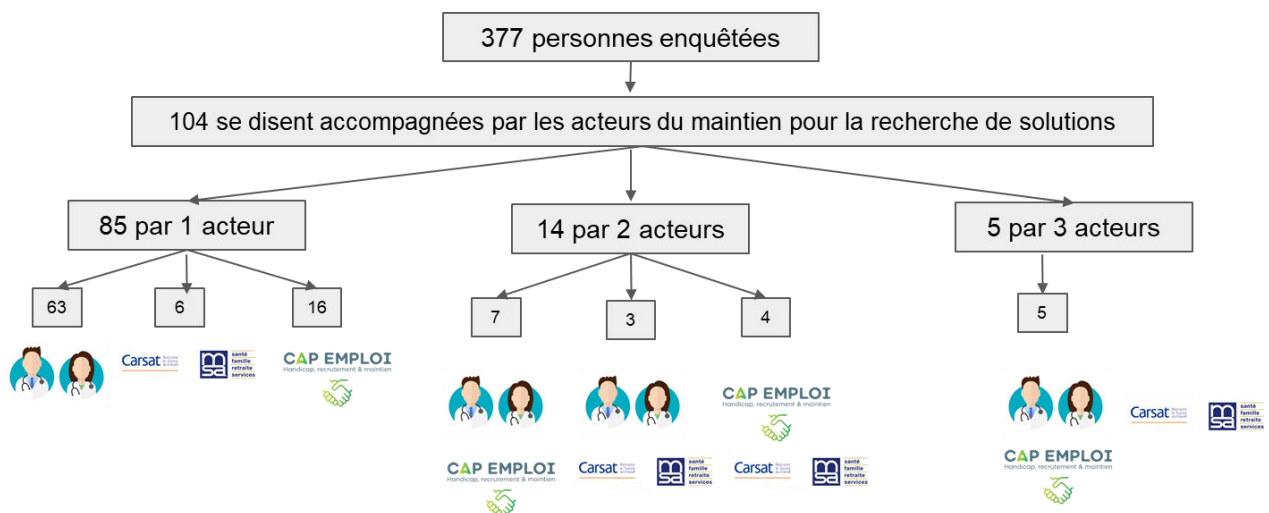 377 personnes enquêtées
104 se disent accompagnées par les acteurs du maintien pour la recherche de solutions
85 par 1 acteur
14 par 2 acteurs
5 par 3 acteurs
63
6
16
7
3
4
5
Carsat
msa
santé
famille
retraite
services
CAP EMPLOI
Handicap, recrutement & maintien
CAP EMPLOI
Handicap, recrutement & maintien
Carsat
msa
santé
famille
retraite
services
CAP EMPLOI
Handicap, recrutement & maintien
Carsat
msa
santé
famille
retraite
services
Carsat
msa
santé
famille
retraite
services
CAP EMPLOI
Handicap, recrutement & maintien